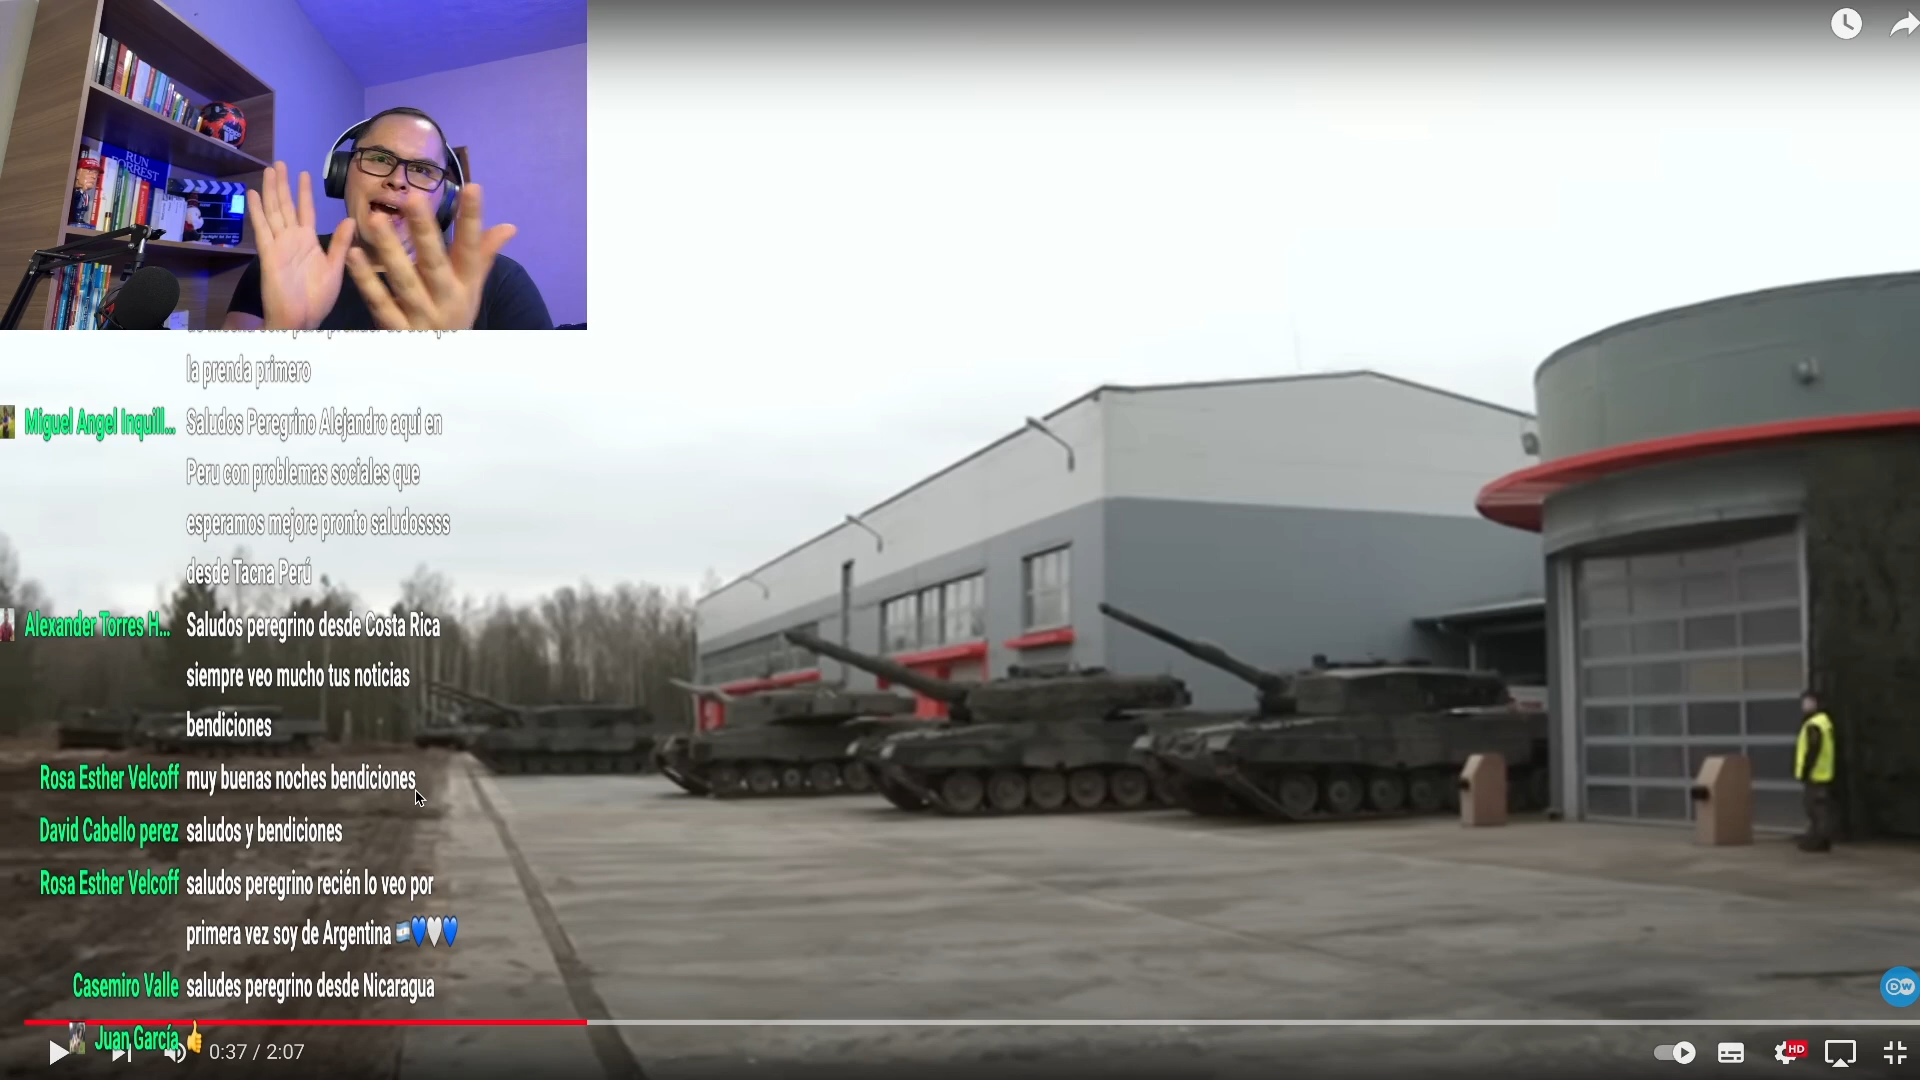 RUN
FORREST
la prenda primero
Miguel Angel Inquill... Saludos Peregrino Alejandro aqui en
Peru con problemas sociales que
esperamos mejore pronto saludossss
desde Tacna Perú
Alexander Torres H... Saludos peregrino desde Costa Rica
siempre veo mucho tus noticias
bendiciones
Rosa Esther Velcoff muy buenas noches bendiciones
David Cabello perez saludos y bendiciones
Rosa Esther Velcoff saludos peregrino recién lo veo por
primera vez soy de Argentina 🇦🇷💙🤍💙
Casemiro Valle saludes peregrino desde Nicaragua
DW
Juan García 👍
0:37 / 2:07
HD